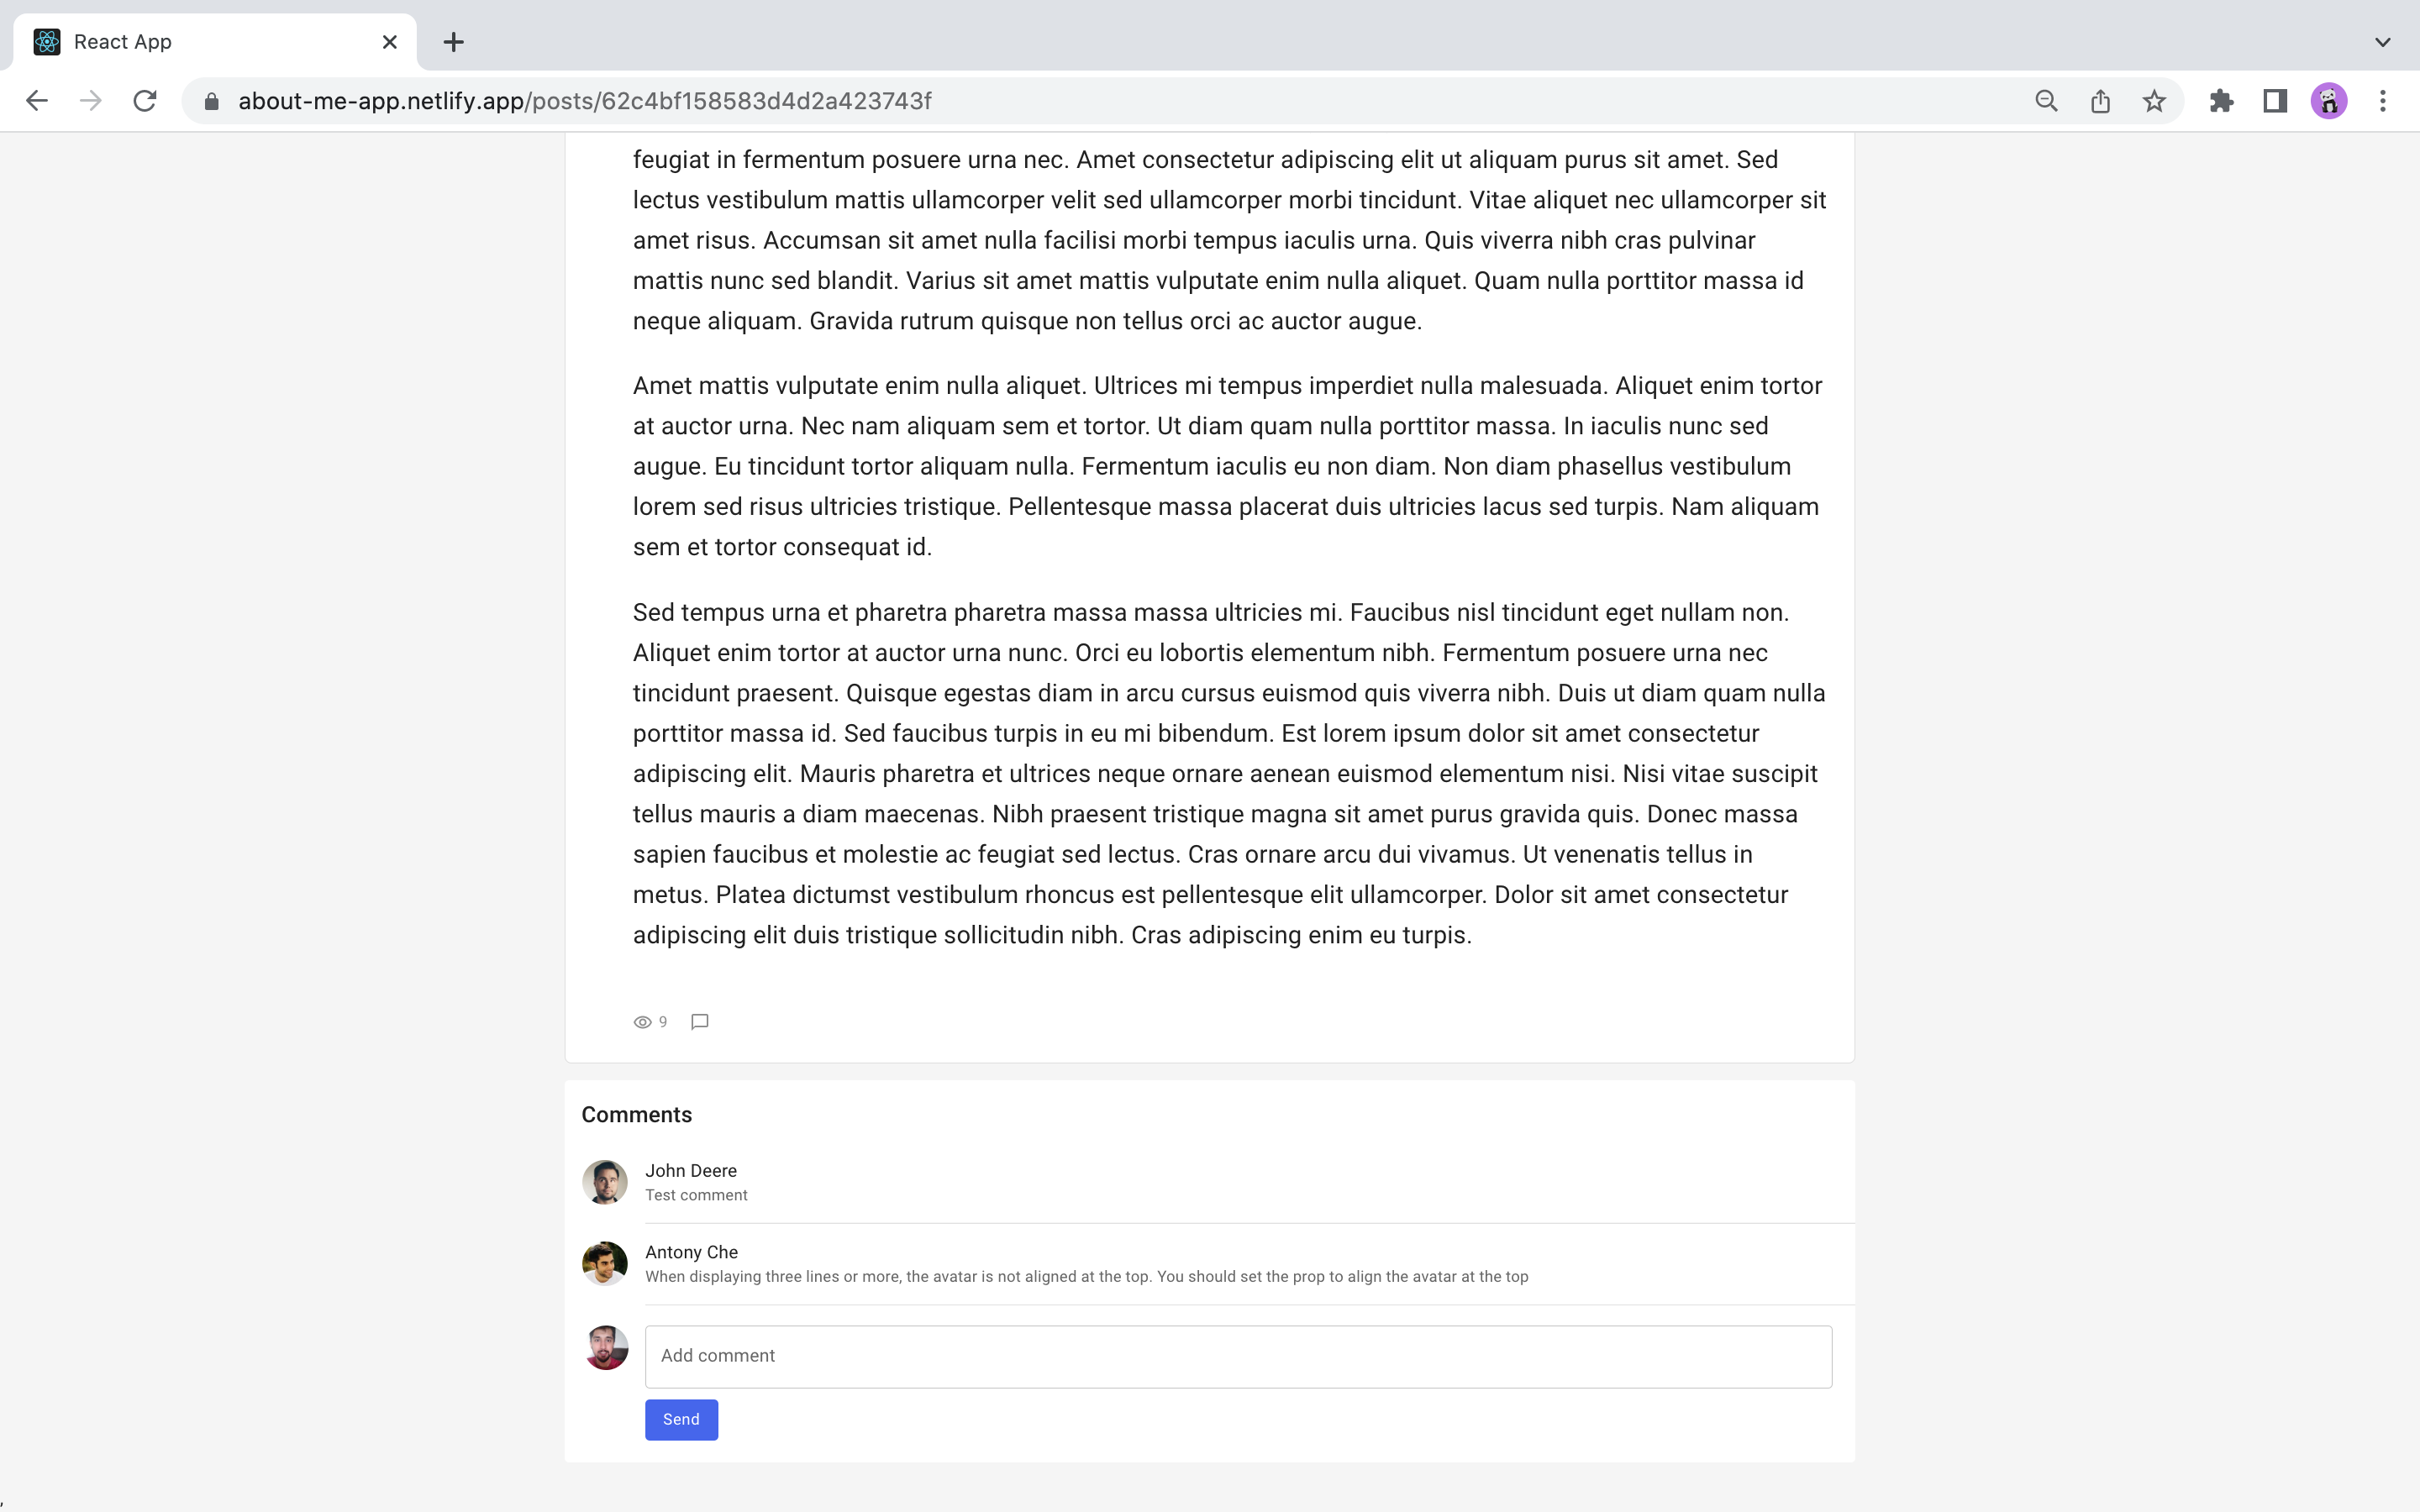 React App
about-me-app.netlify.app/posts/62c4bf158583d4d2a423743f
feugiat in fermentum posuere urna nec. Amet consectetur adipiscing elit ut aliquam purus sit amet. Sed
lectus vestibulum mattis ullamcorper velit sed ullamcorper morbi tincidunt. Vitae aliquet nec ullamcorper sit
amet risus. Accumsan sit amet nulla facilisi morbi tempus iaculis urna. Quis viverra nibh cras pulvinar
mattis nunc sed blandit. Varius sit amet mattis vulputate enim nulla aliquet. Quam nulla porttitor massa id
neque aliquam. Gravida rutrum quisque non tellus orci ac auctor augue.
Amet mattis vulputate enim nulla aliquet. Ultrices mi tempus imperdiet nulla malesuada. Aliquet enim tortor
at auctor urna. Nec nam aliquam sem et tortor. Ut diam quam nulla porttitor massa. In iaculis nunc sed
augue. Eu tincidunt tortor aliquam nulla. Fermentum iaculis eu non diam. Non diam phasellus vestibulum
lorem sed risus ultricies tristique. Pellentesque massa placerat duis ultricies lacus sed turpis. Nam aliquam
sem et tortor consequat id.
Sed tempus urna et pharetra pharetra massa massa ultricies mi. Faucibus nisl tincidunt eget nullam non.
Aliquet enim tortor at auctor urna nunc. Orci eu lobortis elementum nibh. Fermentum posuere urna nec
tincidunt praesent. Quisque egestas diam in arcu cursus euismod quis viverra nibh. Duis ut diam quam nulla
porttitor massa id. Sed faucibus turpis in eu mi bibendum. Est lorem ipsum dolor sit amet consectetur
adipiscing elit. Mauris pharetra et ultrices neque ornare aenean euismod elementum nisi. Nisi vitae suscipit
tellus mauris a diam maecenas. Nibh praesent tristique magna sit amet purus gravida quis. Donec massa
sapien faucibus et molestie ac feugiat sed lectus. Cras ornare arcu dui vivamus. Ut venenatis tellus in
metus. Platea dictumst vestibulum rhoncus est pellentesque elit ullamcorper. Dolor sit amet consectetur
adipiscing elit duis tristique sollicitudin nibh. Cras adipiscing enim eu turpis.
9
Comments
John Deere
Test comment
Antony Che
When displaying three lines or more, the avatar is not aligned at the top. You should set the prop to align the avatar at the top
Add comment
Send
,